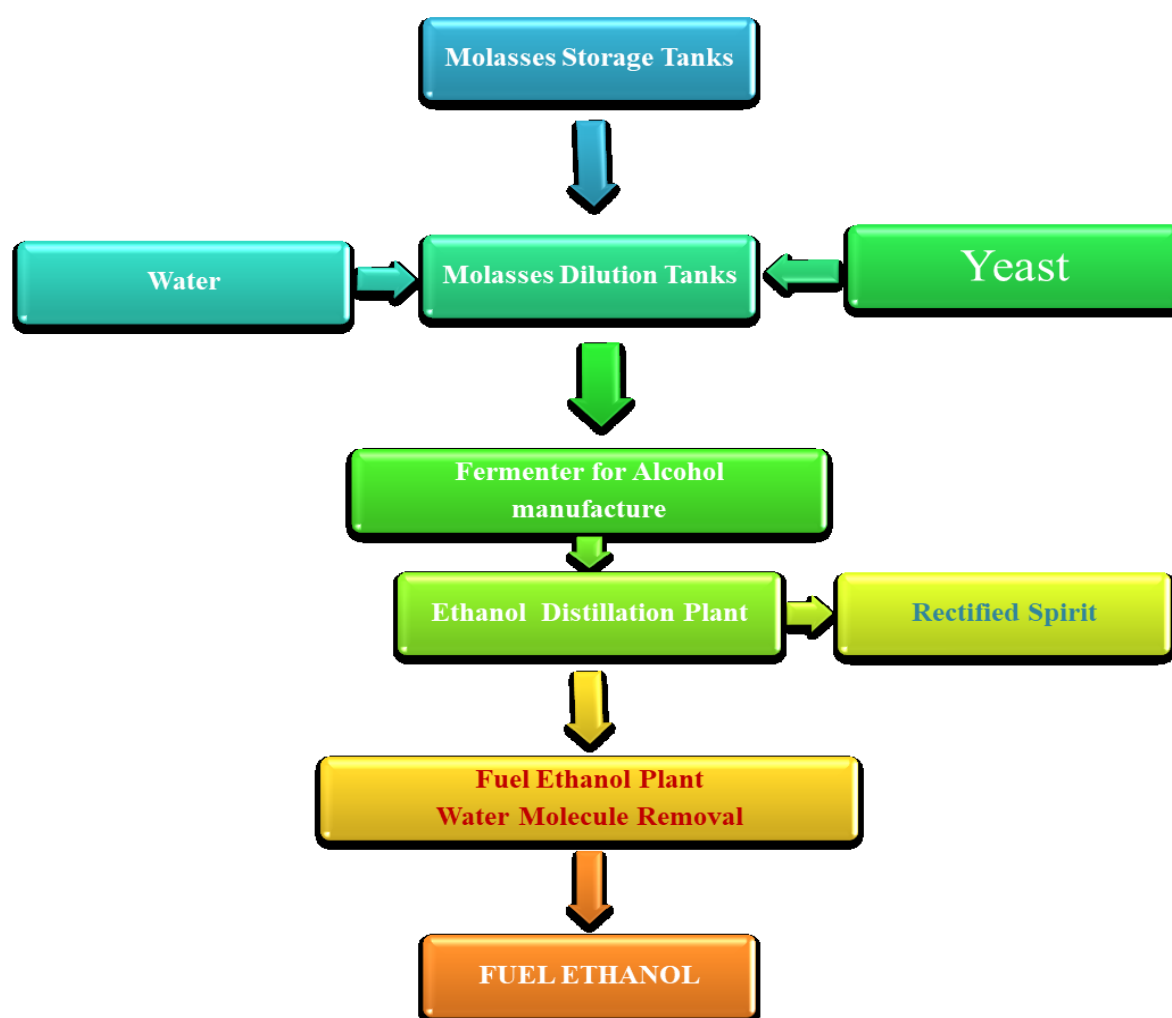 Molasses Storage Tanks
Water
Molasses Dilution Tanks
Yeast
Fermenter for Alcohol
manufacture
Ethanol  Distillation Plant
Rectified Spirit
Fuel Ethanol Plant
Water Molecule Removal
FUEL ETHANOL